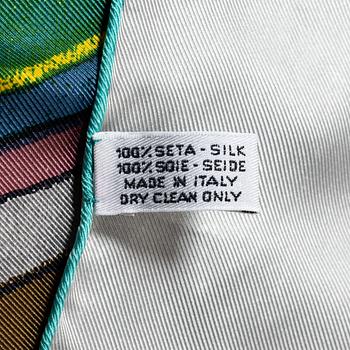 100% SETA - SILK
100% SOIE - SEIDE
MADE IN ITALY
DRY CLEAN ONLY